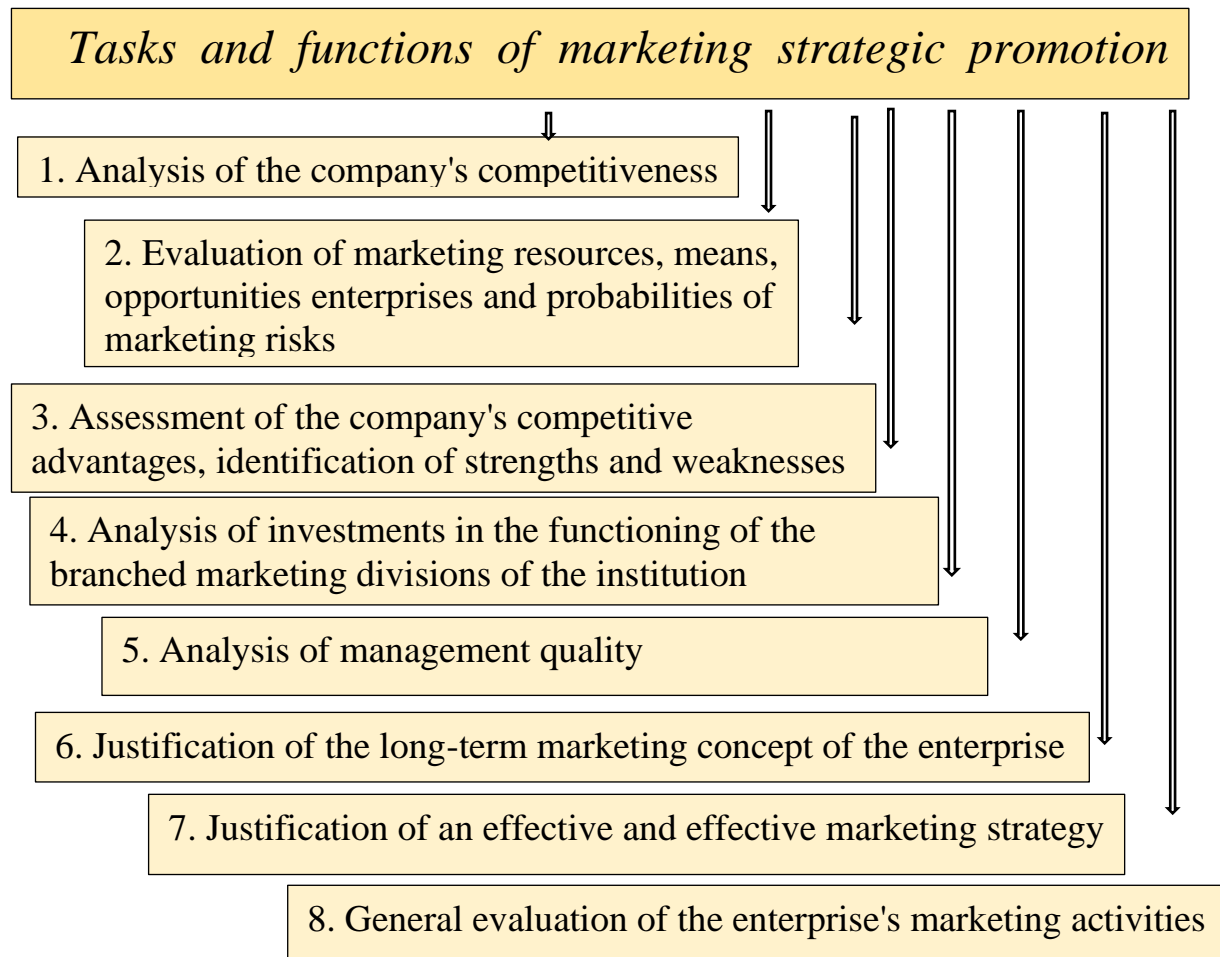 Tasks and functions of marketing strategic promotion
1. Analysis of the company's competitiveness
2. Evaluation of marketing resources, means,
opportunities enterprises and probabilities of
marketing risks
3. Assessment of the company's competitive
advantages, identification of strengths and weaknesses
4. Analysis of investments in the functioning of the
branched marketing divisions of the institution
5. Analysis of management quality
6. Justification of the long-term marketing concept of the enterprise
7. Justification of an effective and effective marketing strategy
8. General evaluation of the enterprise's marketing activities